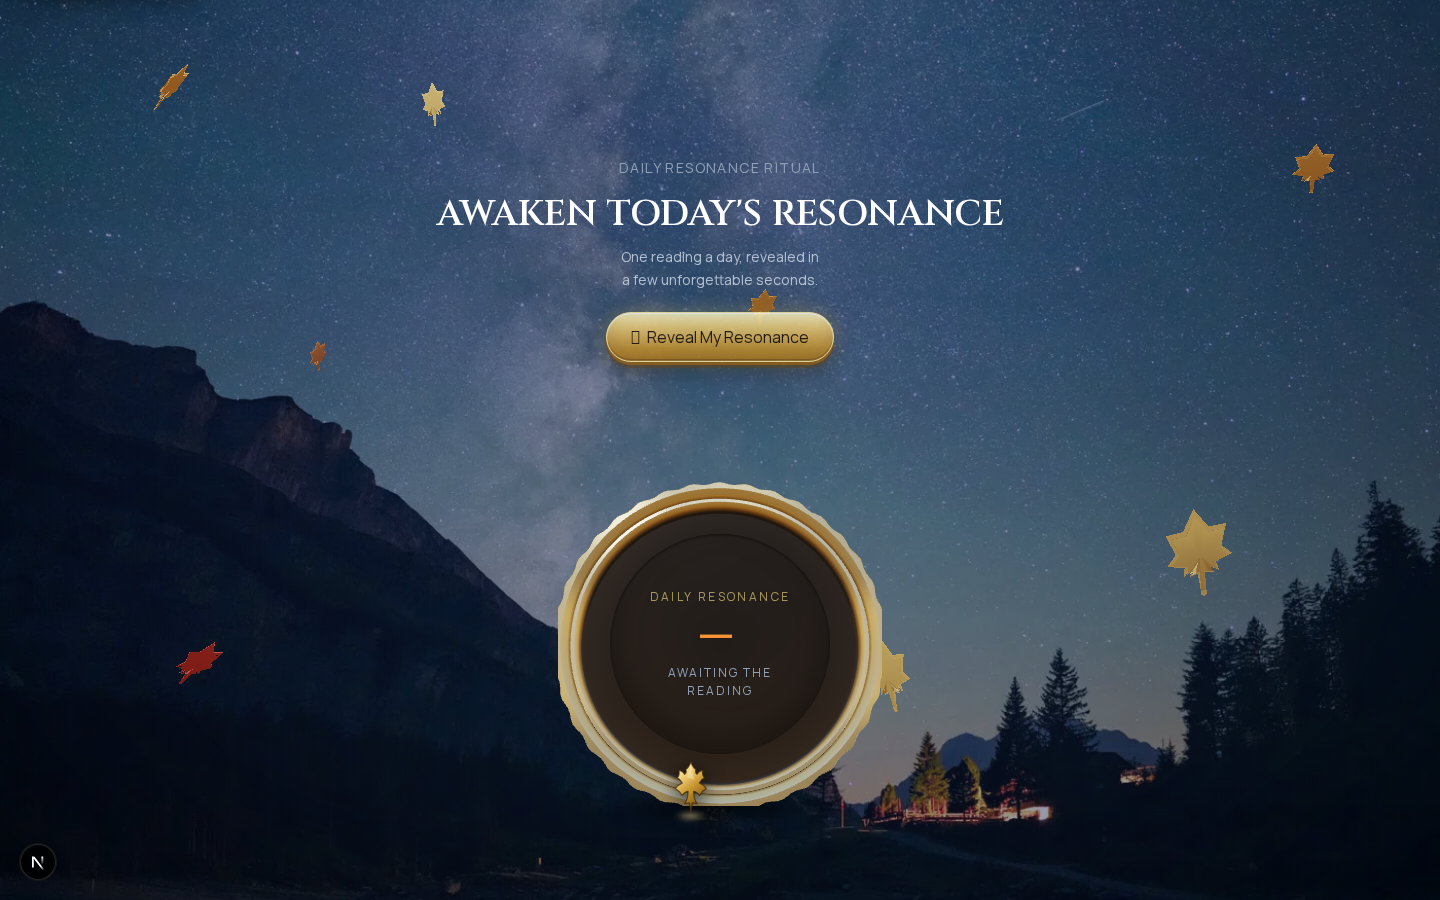 DAILY RESONANCE RITUAL
AWAKEN TODAY'S RESONANCE
One reading a day, revealed in
a few unforgettable seconds.
Reveal My Resonance
DAILY RESONANCE
—
AWAITING THE
READING
N